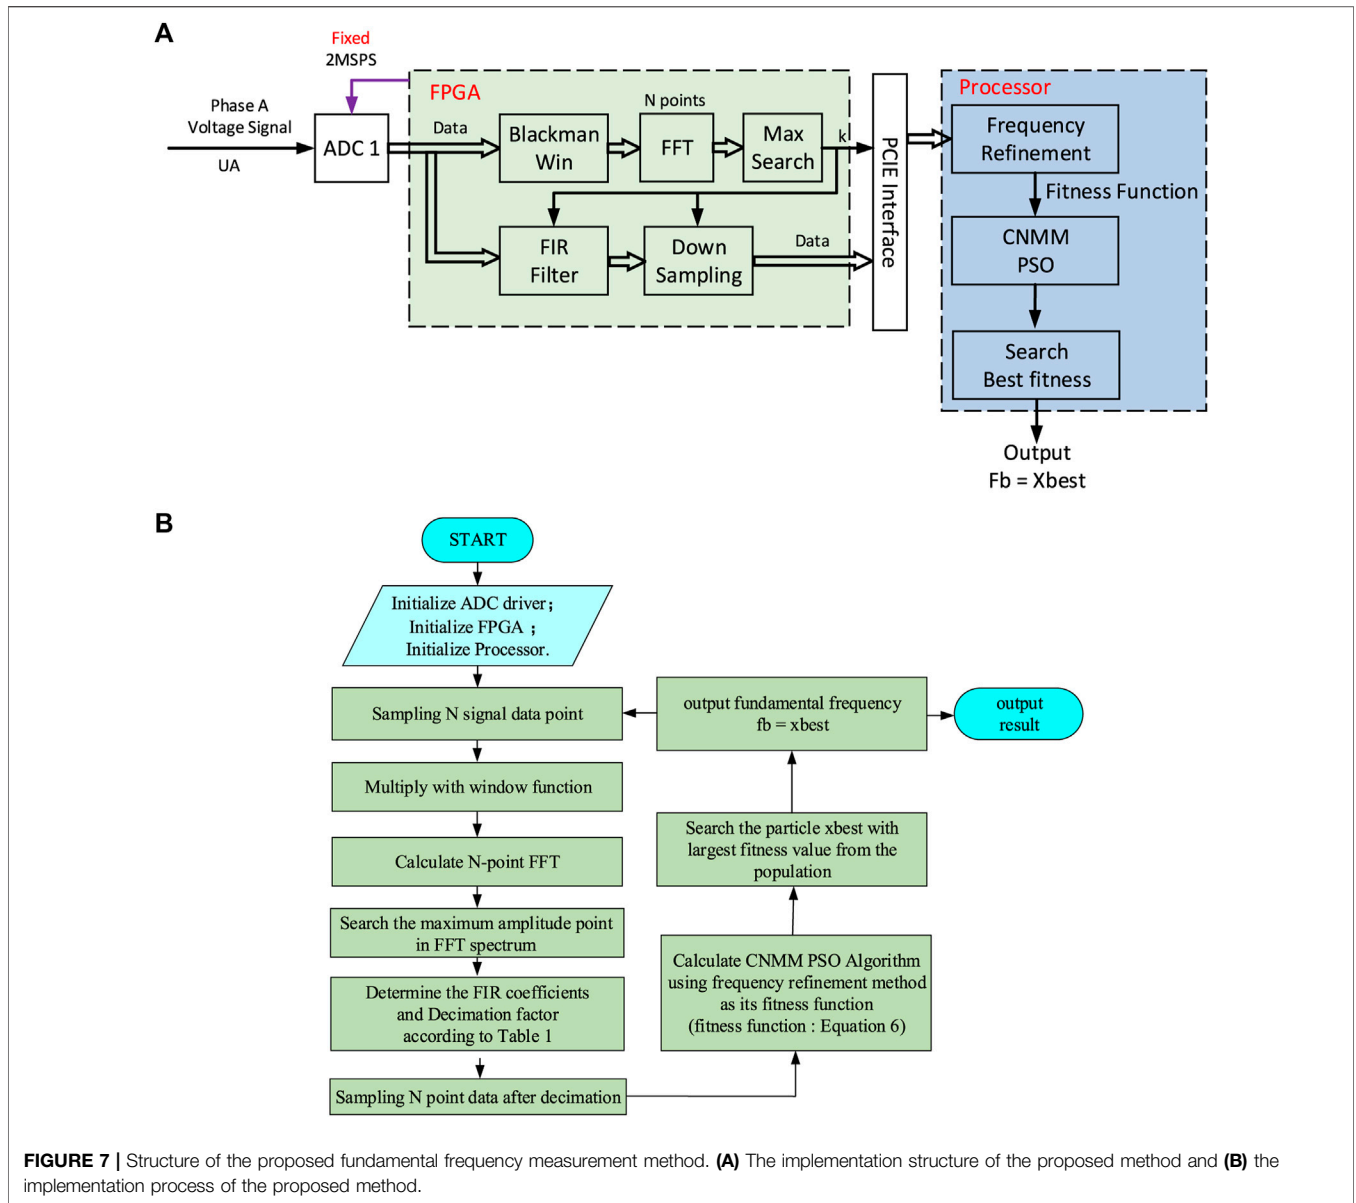 A
Fixed
2MSPS
Phase A
Voltage Signal
UA
ADC 1
FPGA
Data
Blackman
Win
N points
FFT
Max
Search
k
FIR
Filter
Down
Sampling
Data
PCIE Interface
Processor
Frequency
Refinement
Fitness Function
CNMM
PSO
Search
Best fitness
Output
Fb = Xbest
B
START
Initialize ADC driver;
Initialize FPGA ;
Initialize Processor.
Sampling N signal data point
Multiply with window function
Calculate N-point FFT
Search the maximum amplitude point
in FFT spectrum
Determine the FIR coefficients
and Decimation factor
according to Table 1
Sampling N point data after decimation
Calculate CNMM PSO Algorithm
using frequency refinement method
as its fitness function
(fitness function : Equation 6)
Search the particle xbest with
largest fitness value from the
population
output fundamental frequency
fb = xbest
output
result
FIGURE 7 | Structure of the proposed fundamental frequency measurement method. (A) The implementation structure of the proposed method and (B) the
implementation process of the proposed method.